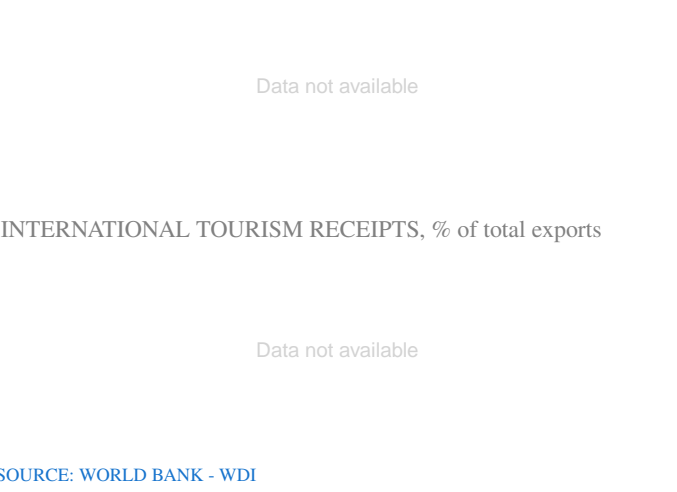 Data not available
INTERNATIONAL TOURISM RECEIPTS, % of total exports
Data not available
SOURCE: WORLD BANK - WDI